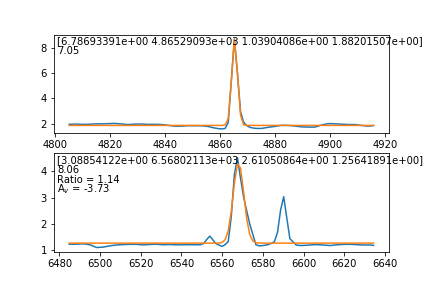 [6.78693391e+00 4.86529093e+03 1.03904086e+00 1.88201507e+00]
7.05
8
6
4
2
4800 4820 4840 4860 4880 4900 4920
[3.08854122e+00 6.56802113e+03 2.61050864e+00 1.25641891e+00]
8.06
Ratio = 1.14
Aᵥ = -3.73
4
3
2
1
6480 6500 6520 6540 6560 6580 6600 6620 6640